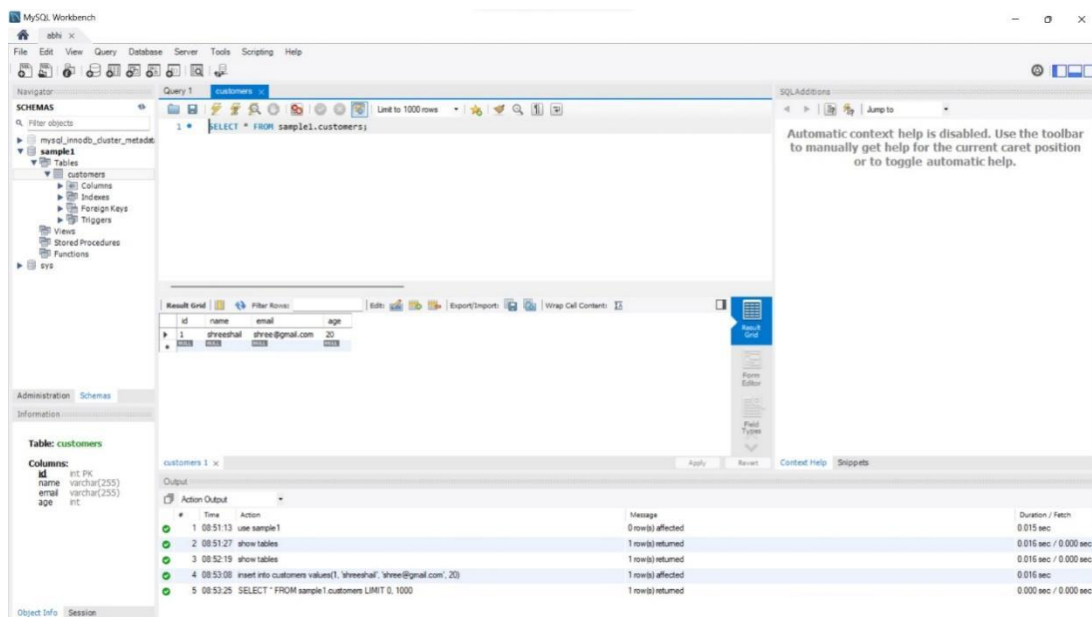 MySQL Workbench
abhi
File Edit View Query Database Server Tools Scripting Help
Navigator
SCHEMAS
Filter objects
mysql_innodb_cluster_metadat
sample1
Tables
customers
Columns
Indexes
Foreign Keys
Triggers
Views
Stored Procedures
Functions
sys
Administration Schemas
Information
Table: customers
Columns:
id int PK
name varchar(255)
email varchar(255)
age int
Object Info Session
Query 1 customers
Limit to 1000 rows
1 SELECT * FROM sample1.customers;
Result Grid Filter Rows: Edit: Export/Import: Wrap Cell Content:
id name email age
1 shreeshail shree@gmail.com 20
NULL NULL NULL NULL
Result Grid
Form Editor
Field Types
customers 1 Apply Revert
SQLAdditions
Jump to
Automatic context help is disabled. Use the toolbar
to manually get help for the current caret position
or to toggle automatic help.
Context Help Snippets
Output
Action Output
# Time Action Message Duration / Fetch
1 08:51:13 use sample1 0 row(s) affected 0.015 sec
2 08:51:27 show tables 1 row(s) returned 0.016 sec / 0.000 sec
3 08:52:19 show tables 1 row(s) returned 0.016 sec / 0.000 sec
4 08:53:08 insert into customers values(1, 'shreeshail', 'shree@gmail.com', 20) 1 row(s) affected 0.016 sec
5 08:53:25 SELECT * FROM sample1.customers LIMIT 0, 1000 1 row(s) returned 0.000 sec / 0.000 sec